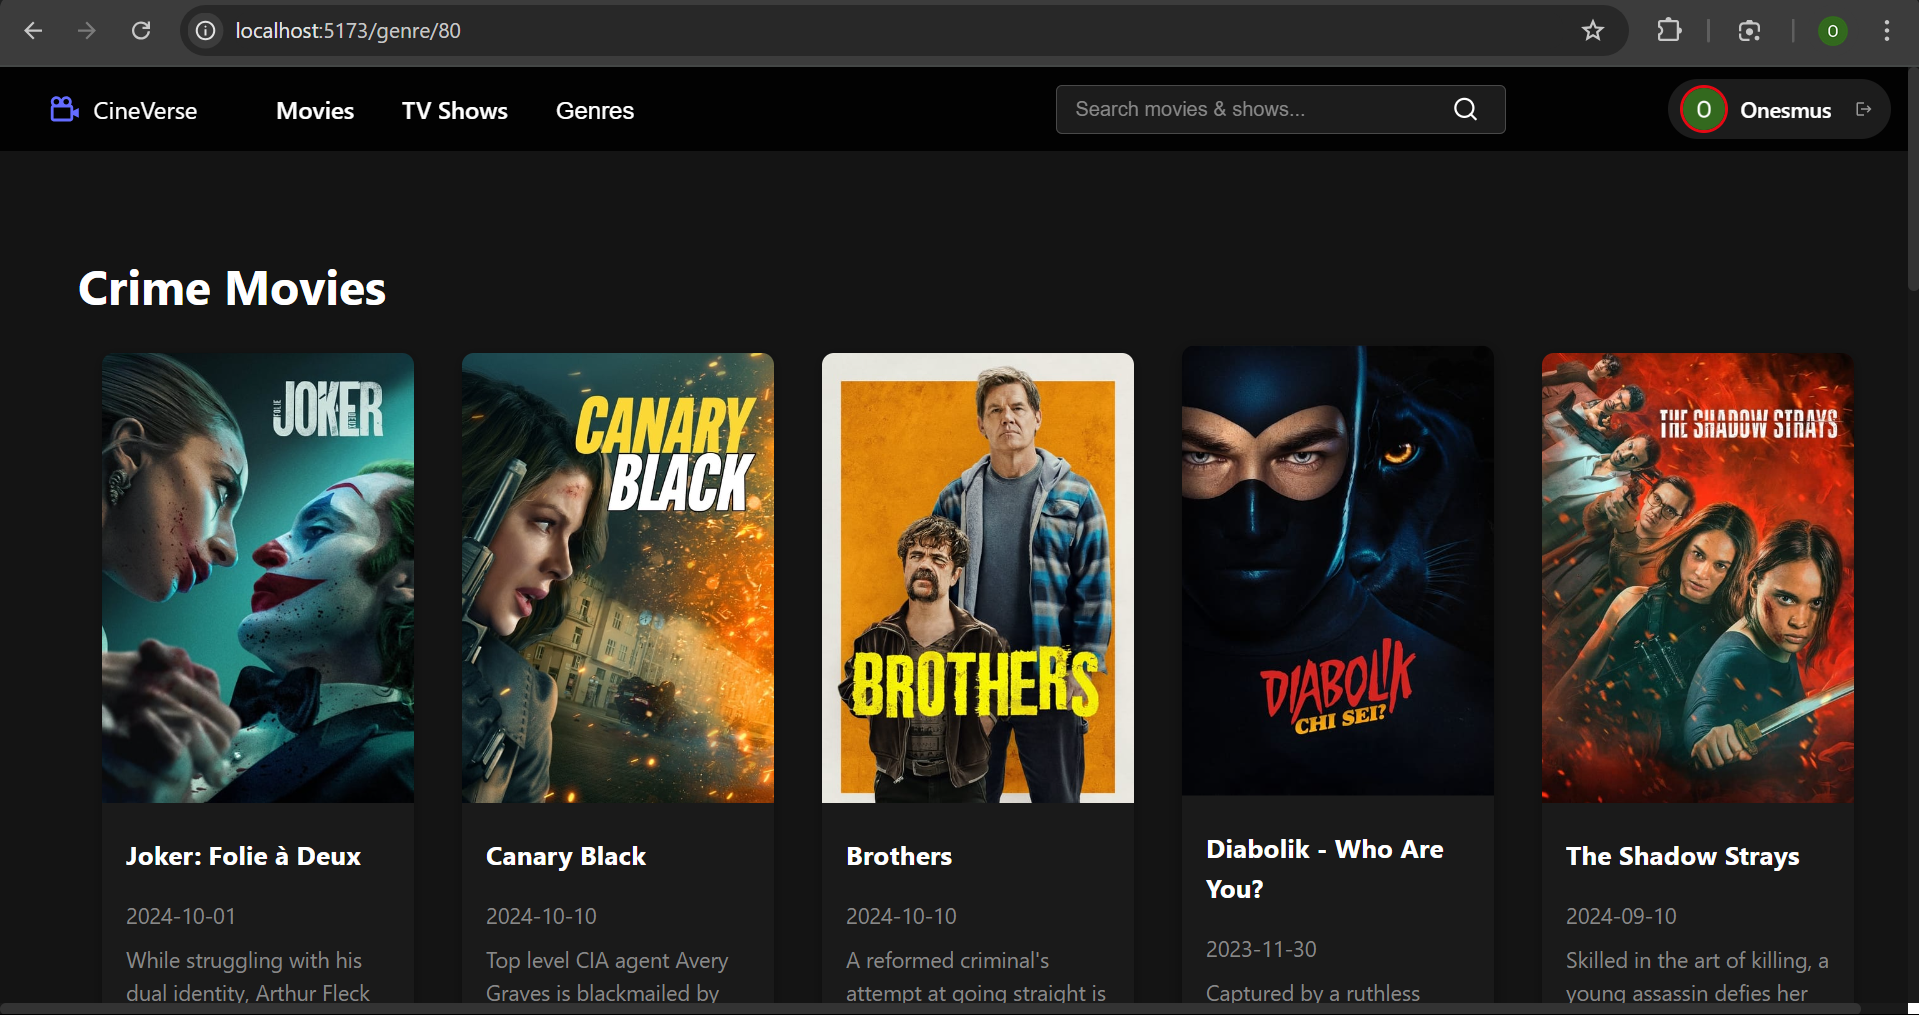 localhost:5173/genre/80
O
CineVerse
Movies
TV Shows
Genres
Search movies & shows...
O
Onesmus
Crime Movies
JOKER
FOLIE
DEUX
CANARY
BLACK
BROTHERS
DIABOLIK
CHI SEI?
THE SHADOW STRAYS
Joker: Folie à Deux
2024-10-01
While struggling with his
dual identity, Arthur Fleck
Canary Black
2024-10-10
Top level CIA agent Avery
Graves is blackmailed by
Brothers
2024-10-10
A reformed criminal's
attempt at going straight is
Diabolik - Who Are
You?
2023-11-30
Captured by a ruthless
The Shadow Strays
2024-09-10
Skilled in the art of killing, a
young assassin defies her